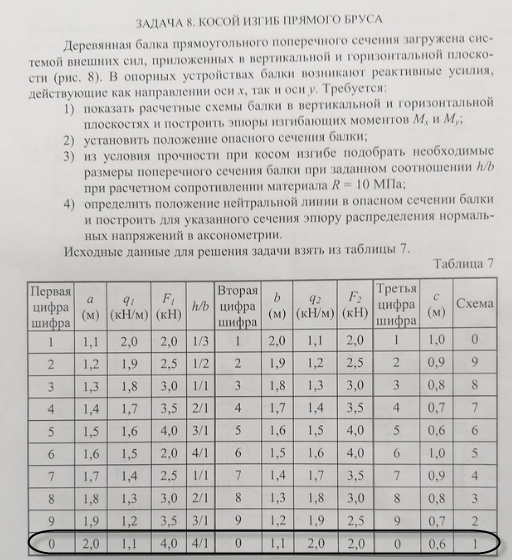 ЗАДАЧА 8. КОСОЙ ИЗГИБ ПРЯМОГО БРУСА
Деревянная балка прямоугольного поперечного сечения загружена сис-
темой внешних сил, приложенных в вертикальной и горизонтальной плоско-
сти (рис. 8). В опорных устройствах балки возникают реактивные усилия,
действующие как направлении оси x, так и оси y. Требуется:
1) показать расчетные схемы балки в вертикальной и горизонтальной
плоскостях и построить эпюры изгибающих моментов Mx и My;
2) установить положение опасного сечения балки;
3) из условия прочности при косом изгибе подобрать необходимые
размеры поперечного сечения балки при заданном соотношении h/b
при расчетном сопротивлении материала R = 10 МПа;
4) определить положение нейтральной линии в опасном сечении балки
и построить для указанного сечения эпюру распределения нормаль-
ных напряжений в аксонометрии.
Исходные данные для решения задачи взять из таблицы 7.
Таблица 7
Первая цифра шифра a (м) q1 (кН/м) F1 (кН) h/b Вторая цифра шифра b (м) q2 (кН/м) F2 (кН) Третья цифра шифра c (м) Схема
1 1,1 2,0 2,0 1/3 1 2,0 1,1 2,0 1 1,0 0
2 1,2 1,9 2,5 1/2 2 1,9 1,2 2,5 2 0,9 9
3 1,3 1,8 3,0 1/1 3 1,8 1,3 3,0 3 0,8 8
4 1,4 1,7 3,5 2/1 4 1,7 1,4 3,5 4 0,7 7
5 1,5 1,6 4,0 3/1 5 1,6 1,5 4,0 5 0,6 6
6 1,6 1,5 2,0 4/1 6 1,5 1,6 4,0 6 1,0 5
7 1,7 1,4 2,5 1/1 7 1,4 1,7 3,5 7 0,9 4
8 1,8 1,3 3,0 2/1 8 1,3 1,8 3,0 8 0,8 3
9 1,9 1,2 3,5 3/1 9 1,2 1,9 2,5 9 0,7 2
0 2,0 1,1 4,0 4/1 0 1,1 2,0 2,0 0 0,6 1